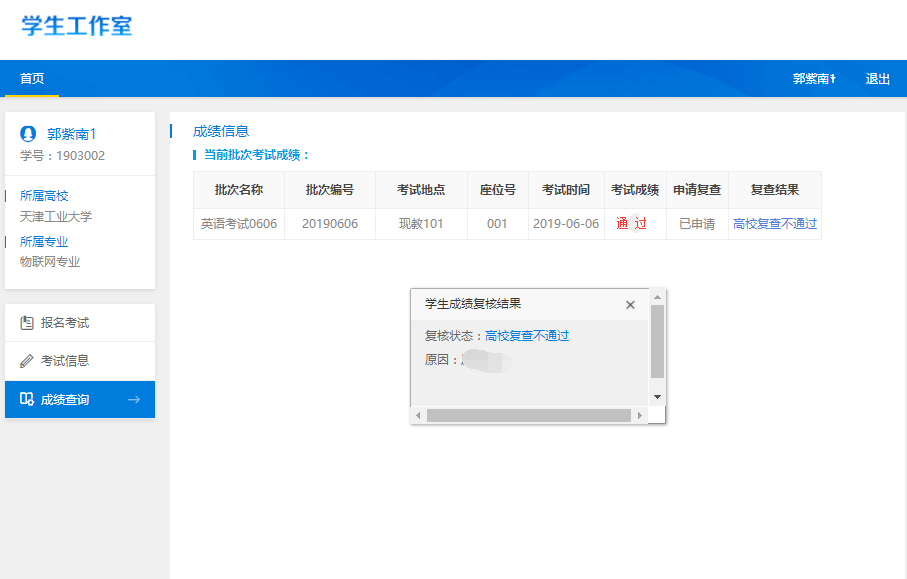 学生工作室
首页 郭紫南1 退出
郭紫南1
学号：1903002
所属高校
天津工业大学
所属专业
物联网专业
报名考试
考试信息
成绩查询
成绩信息
当前批次考试成绩：
批次名称 批次编号 考试地点 座位号 考试时间 考试成绩 申请复查 复查结果
英语考试0606 20190606 现教101 001 2019-06-06 通过 已申请 高校复查不通过
学生成绩复核结果
复核状态：高校复查不通过
原因：